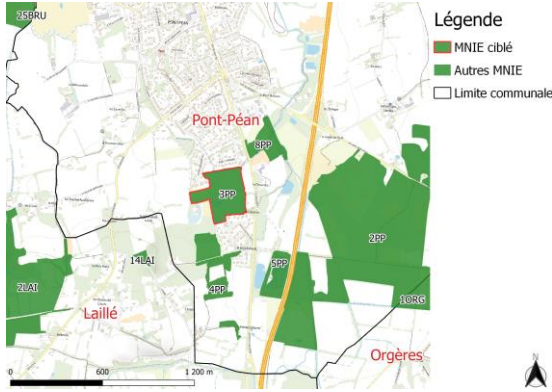 25BRU
Légende
MNIE ciblé
Autres MNIE
Limite communale
Pont-Péan
8PP
3PP
2PP
14LAI
5PP
2LAI
4PP
1ORG
Laillé
Orgères
0 600 1 200 m
N